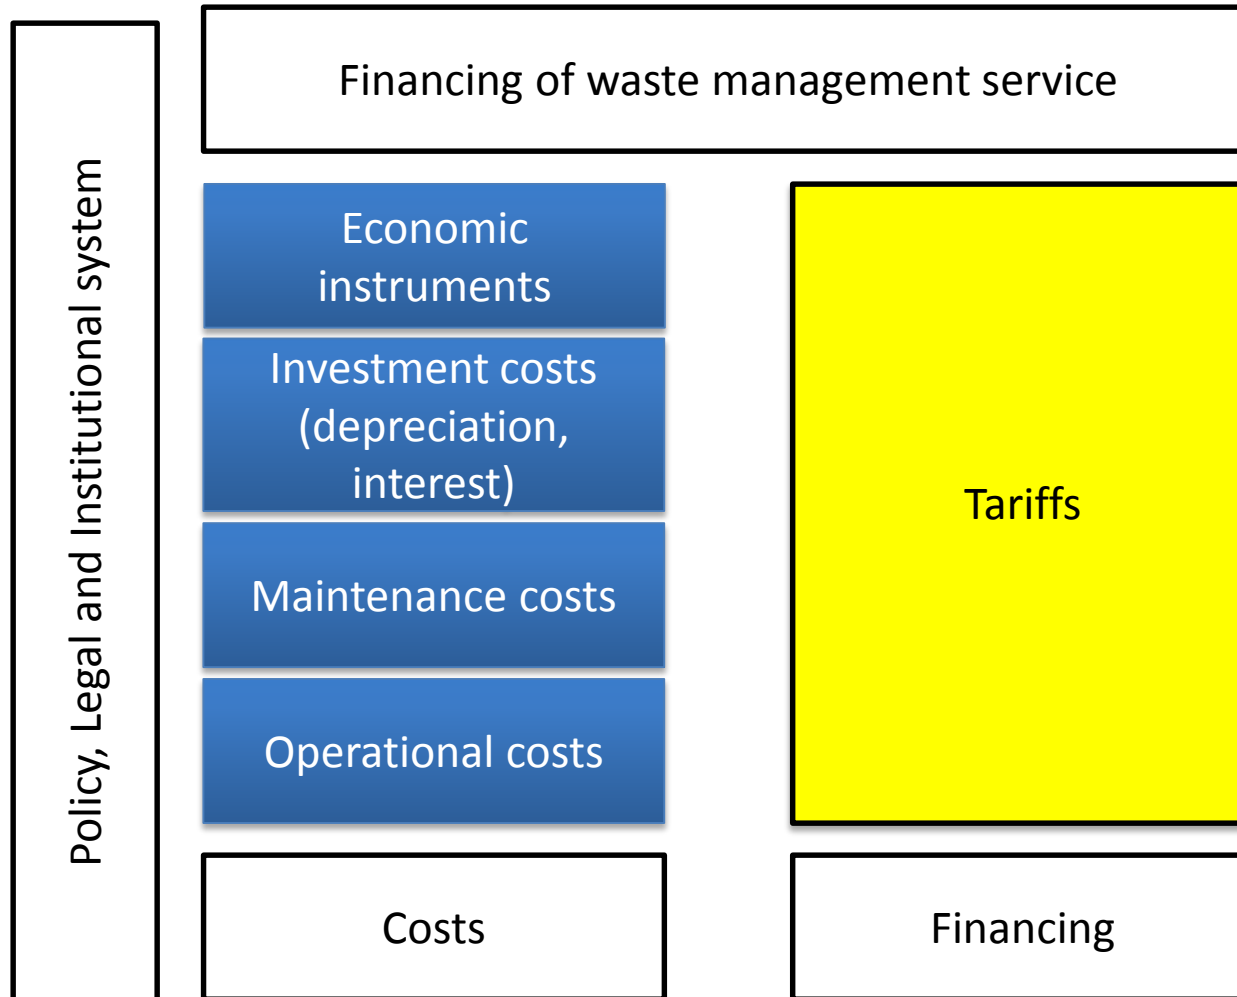 Policy, Legal and Institutional system
Financing of waste management service
Economic
instruments
Investment costs
(depreciation,
interest)
Maintenance costs
Operational costs
Costs
Tariffs
Financing